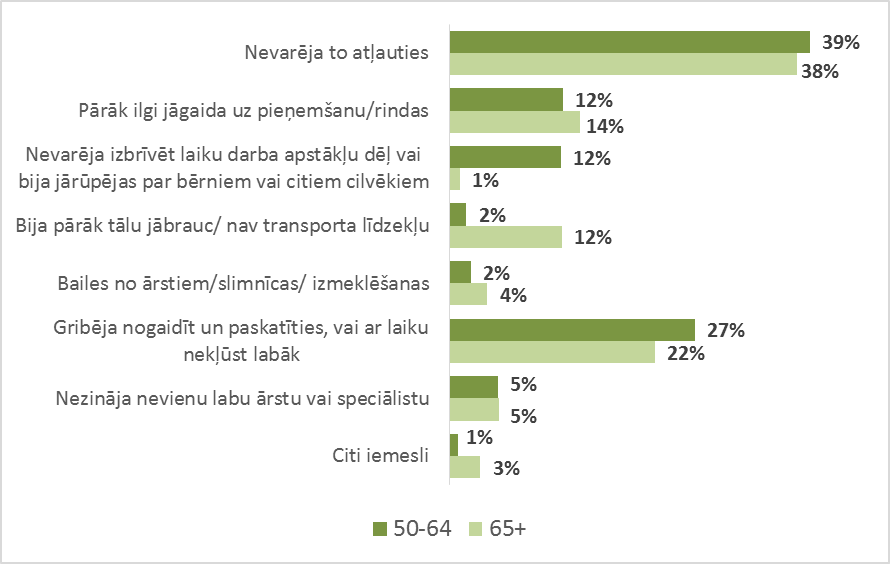 Nevarēja to atļauties
39%
38%
Pārāk ilgi jāgaida uz pieņemšanu/rindas
12%
14%
Nevarēja izbrīvēt laiku darba apstākļu dēļ vai
bija jārūpējas par bērniem vai citiem cilvēkiem
12%
1%
Bija pārāk tālu jābrauc/ nav transporta līdzekļu
2%
12%
Bailes no ārstiem/slimnīcas/ izmeklēšanas
2%
4%
Gribēja nogaidīt un paskatīties, vai ar laiku
nekļūst labāk
27%
22%
Nezināja nevienu labu ārstu vai speciālistu
5%
5%
Citi iemesli
1%
3%
50-64 65+